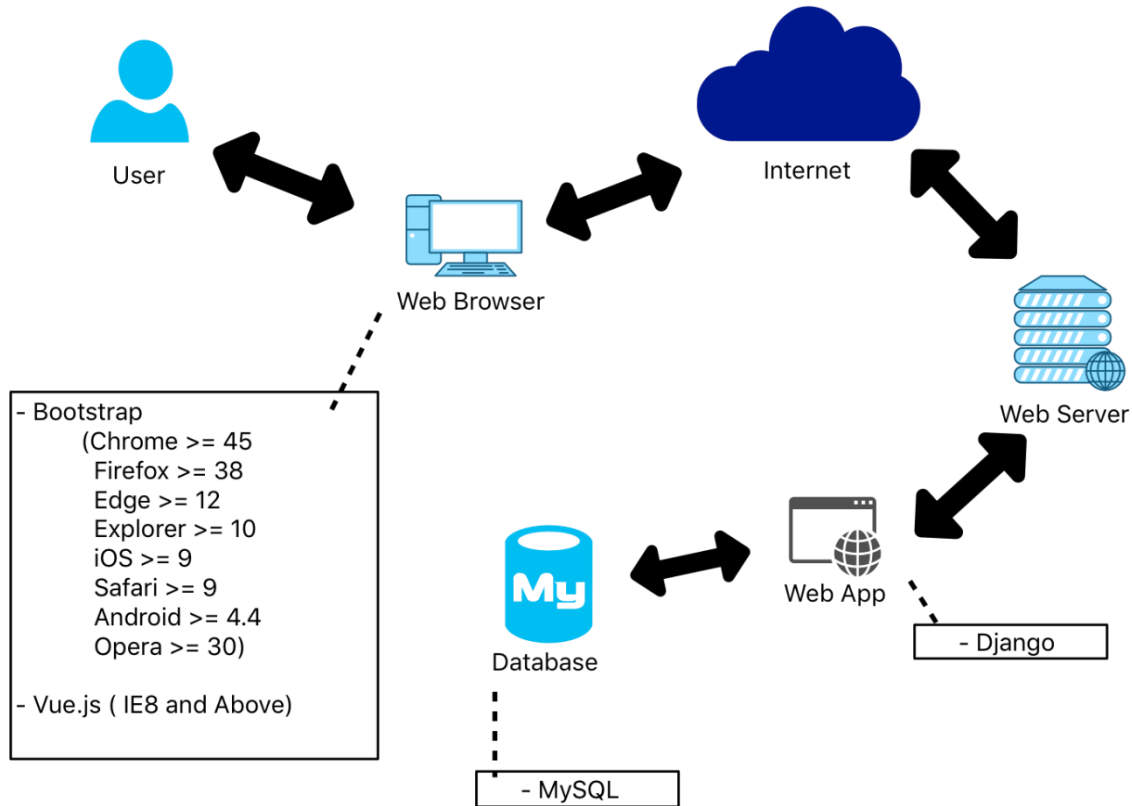 User
Internet
Web Browser
Web Server
- Bootstrap
(Chrome >= 45
Firefox >= 38
Edge >= 12
Explorer >= 10
iOS >= 9
Safari >= 9
Android >= 4.4
Opera >= 30)
- Vue.js ( IE8 and Above)
My
Database
Web App
- Django
- MySQL